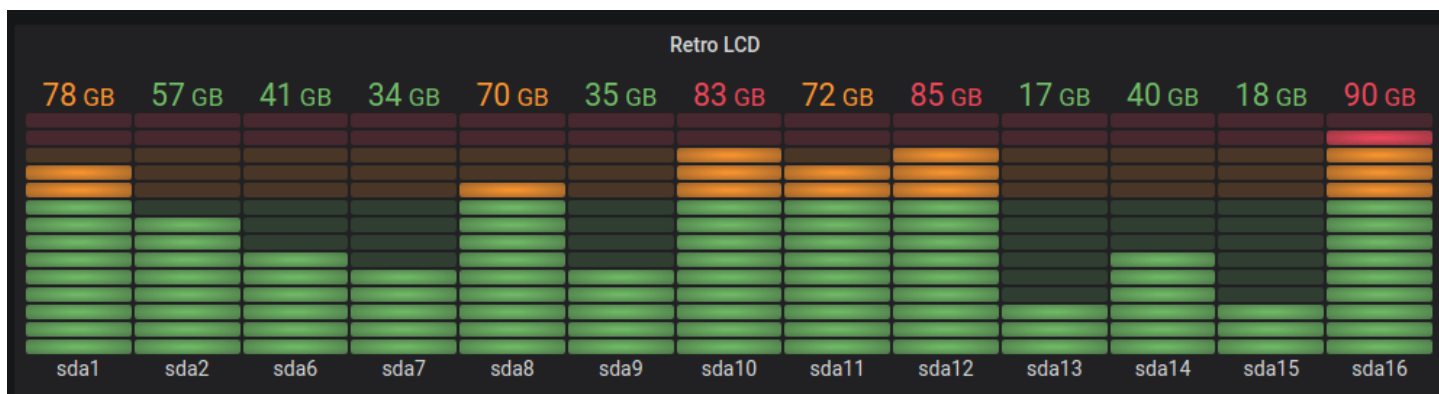 Retro LCD
78 GB 57 GB 41 GB 34 GB 70 GB 35 GB 83 GB 72 GB 85 GB 17 GB 40 GB 18 GB 90 GB
sda1 sda2 sda6 sda7 sda8 sda9 sda10 sda11 sda12 sda13 sda14 sda15 sda16